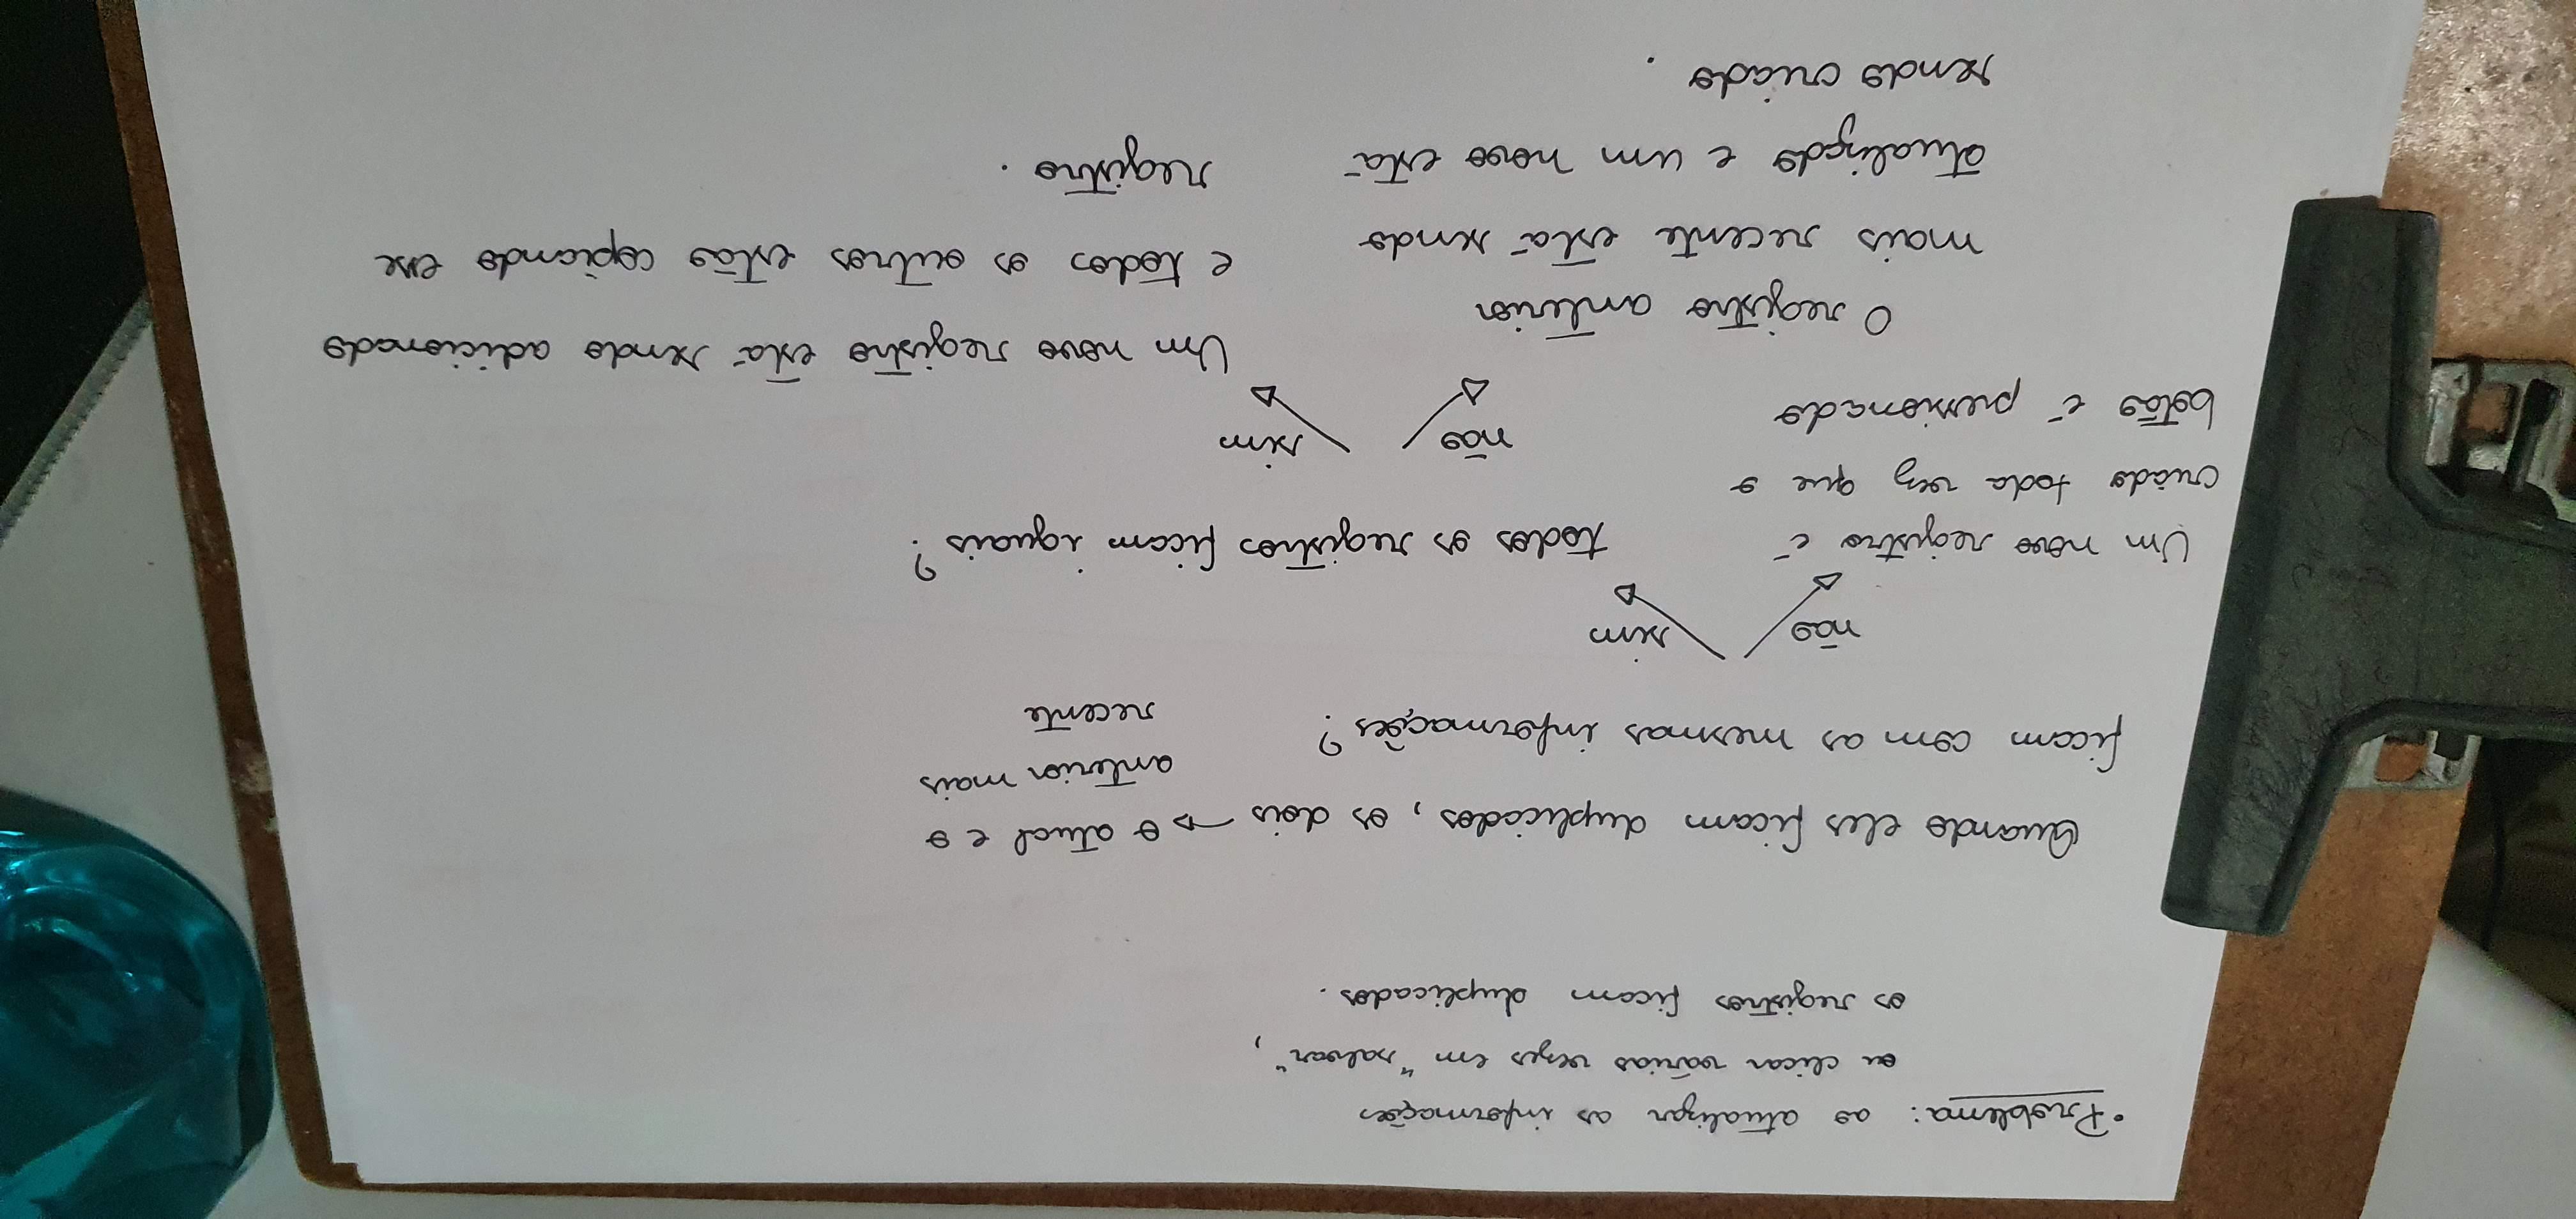 • Problema: ao atualizar as informações
ou clicar várias vezes em "salvar",
os registros ficam duplicados.
Quando eles ficam duplicados, os dois → o atual e o
anterior mais
recente
ficam com as mesmas informações?
não sim
Um novo registro é
criado toda vez que o
botão é pressionado
todos os registros ficam iguais?
não sim
O registro anterior
mais recente está sendo
atualizado e um novo está
sendo criado.
Um novo registro está sendo adicionado
e todos os outros estão copiando esse
registro.